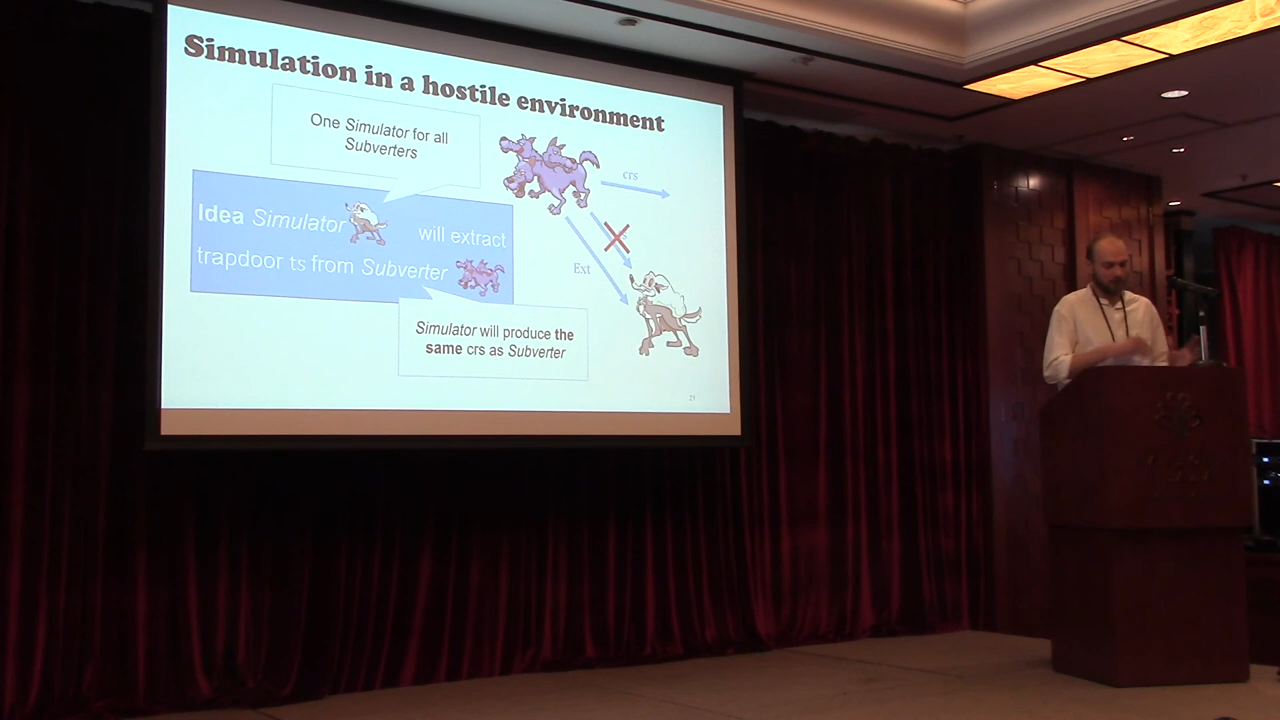 Simulation in a hostile environment
One Simulator for all
Subverters
crs
Idea Simulator will extract
trapdoor ts from Subverter
Ext
Simulator will produce the
same crs as Subverter
21